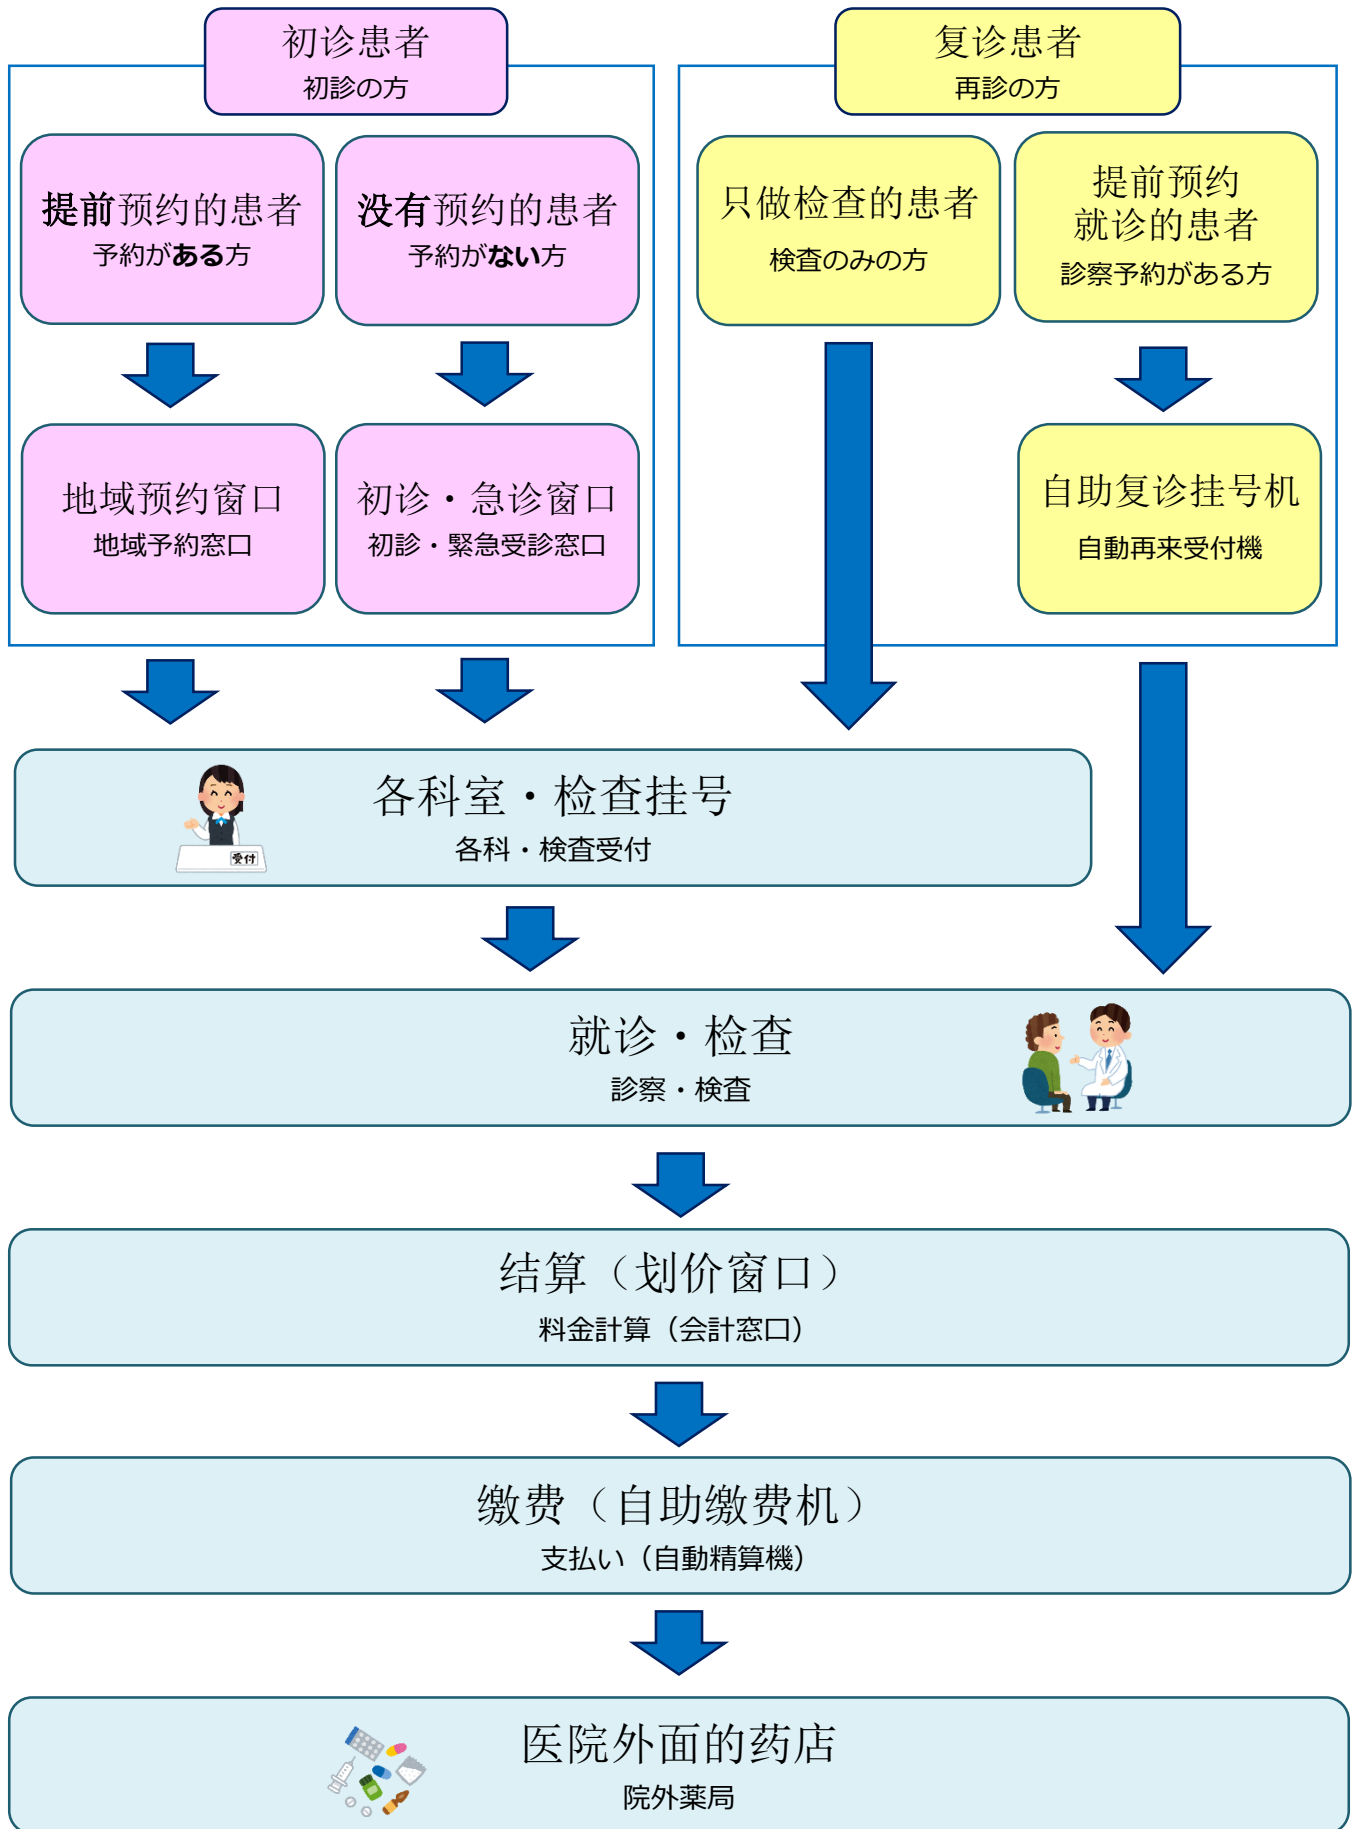 初诊患者
初診の方
复诊患者
再診の方
提前预约的患者
予約がある方
没有预约的患者
予約がない方
只做检查的患者
検査のみの方
提前预约
就诊的患者
診察予約がある方
地域预约窗口
地域予約窓口
初诊・急诊窗口
初診・緊急受診窓口
自助复诊挂号机
自動再来受付機
各科室・检查挂号
各科・検査受付
受付
就诊・检查
診察・検査
结算（划价窗口）
料金計算（会計窓口）
缴费（自助缴费机）
支払い（自動精算機）
医院外面的药店
院外薬局